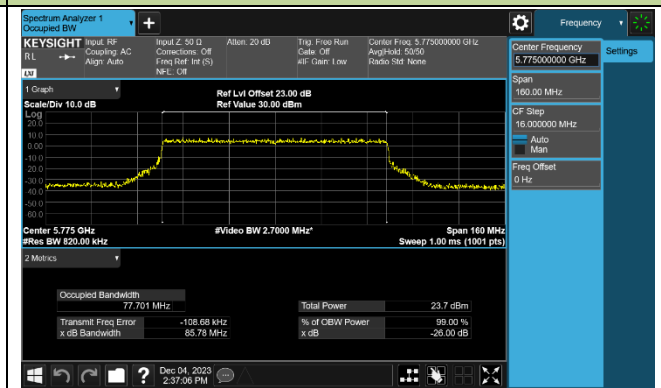 Spectrum Analyzer 1
Occupied BW
+
Frequency
KEYSIGHT
RL
LXI
Input: RF
Coupling: AC
Align: Auto
Input Z: 50 Ω
Corrections: Off
Freq Ref: Int (S)
NFE: Off
Atten: 20 dB
Trig: Free Run
Gate: Off
#IF Gain: Low
Center Freq: 5.775000000 GHz
Avg|Hold: 50/50
Radio Std: None
Center Frequency
5.775000000 GHz
Settings
Span
160.00 MHz
CF Step
16.000000 MHz
Auto
Man
Freq Offset
0 Hz
1 Graph
Scale/Div 10.0 dB
Ref Lvl Offset 23.00 dB
Ref Value 30.00 dBm
Log
20.0
10.0
0.00
-10.0
-20.0
-30.0
-40.0
-50.0
-60.0
Center 5.775 GHz
#Res BW 820.00 kHz
#Video BW 2.7000 MHz*
Span 160 MHz
Sweep 1.00 ms (1001 pts)
2 Metrics
Occupied Bandwidth
77.701 MHz
Total Power 23.7 dBm
Transmit Freq Error -108.68 kHz
% of OBW Power 99.00 %
x dB Bandwidth 85.78 MHz
x dB -26.00 dB
?
Dec 04, 2023
2:37:06 PM